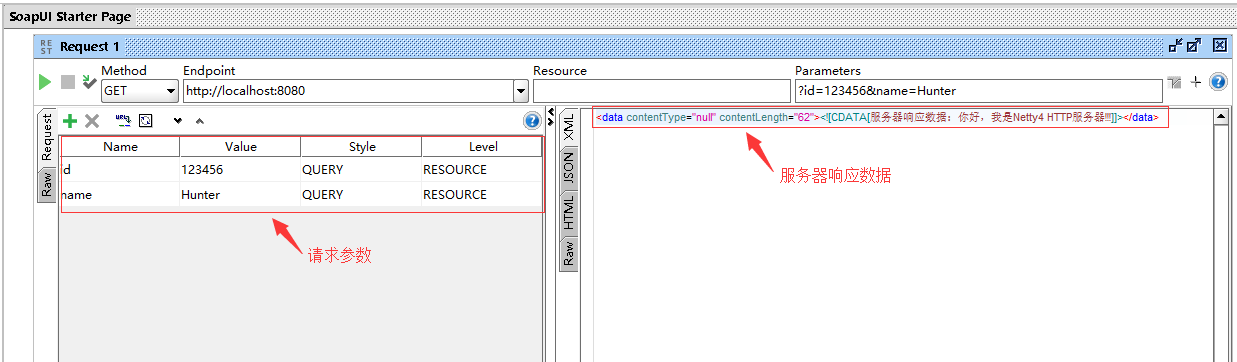 SoapUI Starter Page
REST Request 1
Method Endpoint Resource Parameters
GET http://localhost:8080 ?id=123456&name=Hunter
Request
Raw
Name Value Style Level
id 123456 QUERY RESOURCE
name Hunter QUERY RESOURCE
请求参数
XML
JSON
HTML
Raw
<data contentType="null" contentLength="62"><![CDATA[服务器响应数据：你好，我是Netty4 HTTP服务器!!!]]></data>
服务器响应数据